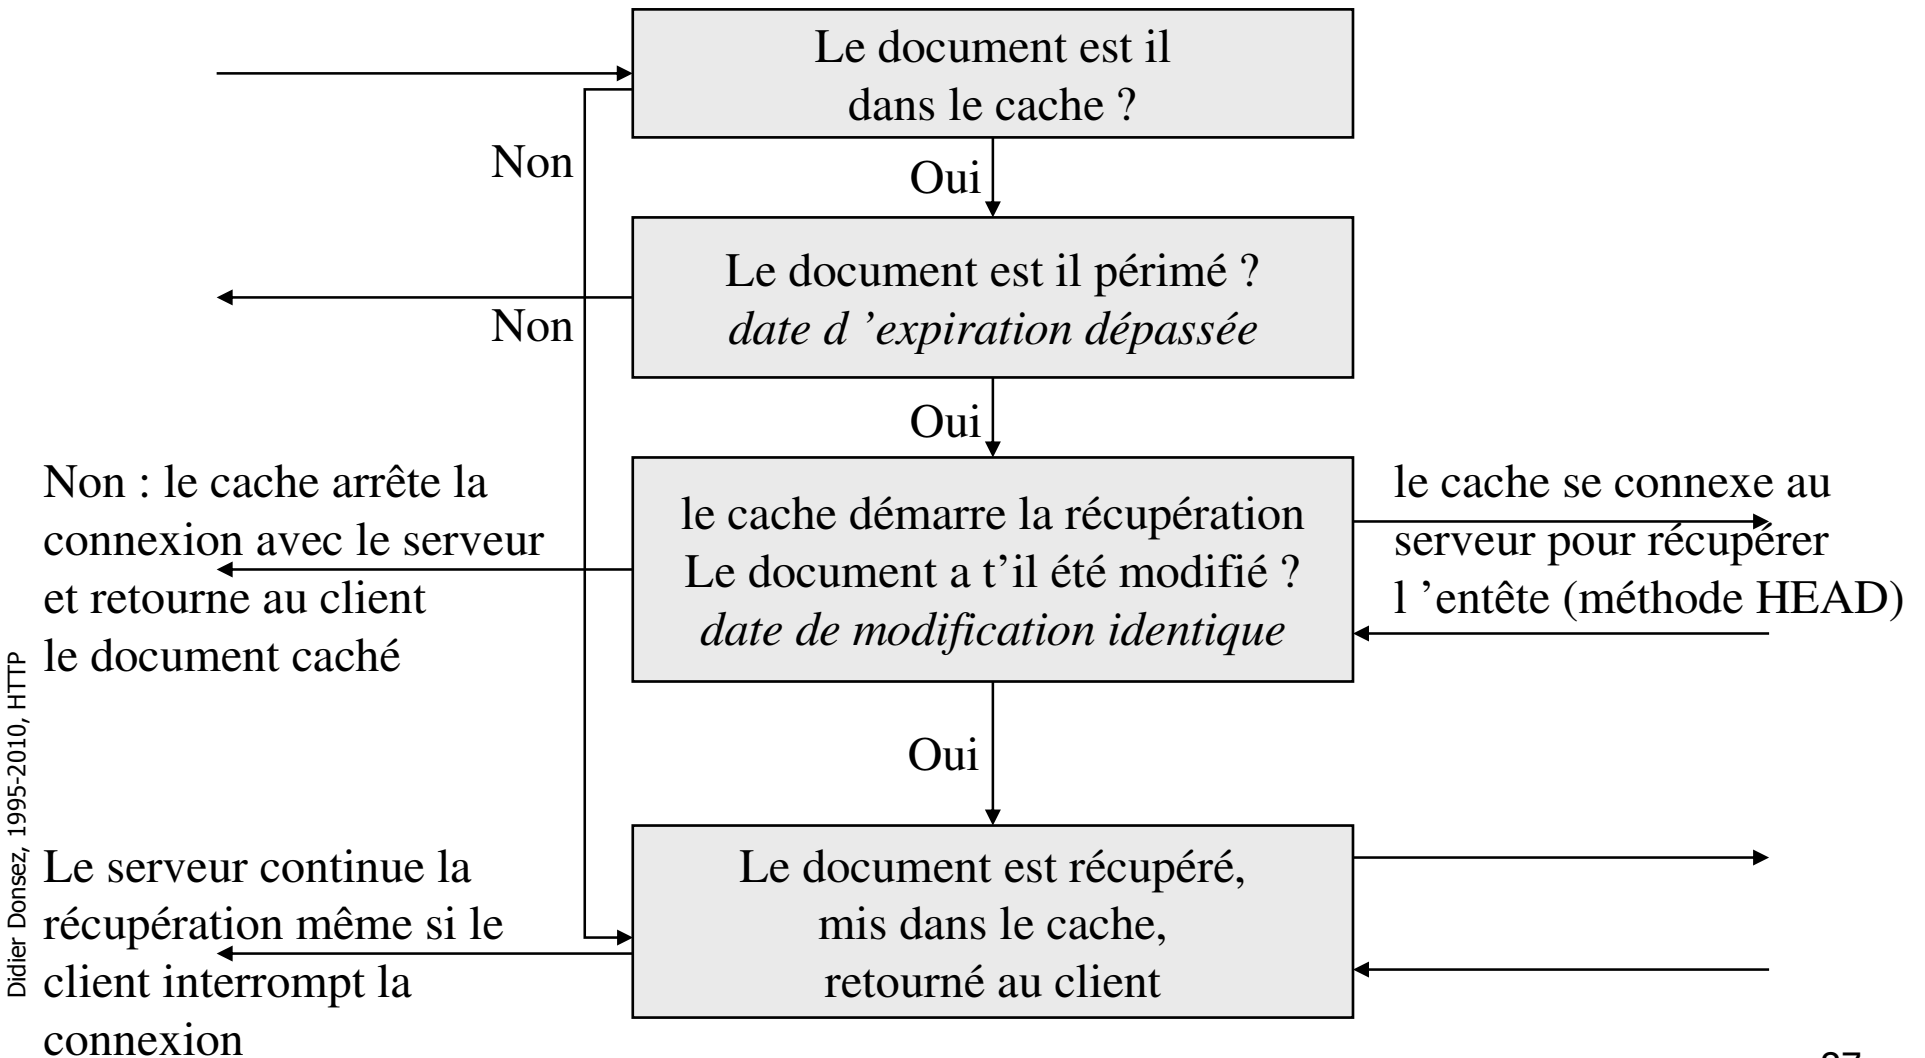 Le document est il
dans le cache ?
Non
Oui
Le document est il périmé ?
date d ’expiration dépassée
Non
Oui
Non : le cache arrête la
connexion avec le serveur
et retourne au client
le document caché
le cache démarre la récupération
Le document a t’il été modifié ?
date de modification identique
le cache se connexe au
serveur pour récupérer
l ’entête (méthode HEAD)
Oui
Le serveur continue la
récupération même si le
client interrompt la
connexion
Le document est récupéré,
mis dans le cache,
retourné au client
Didier Donsez, 1995-2010, HTTP